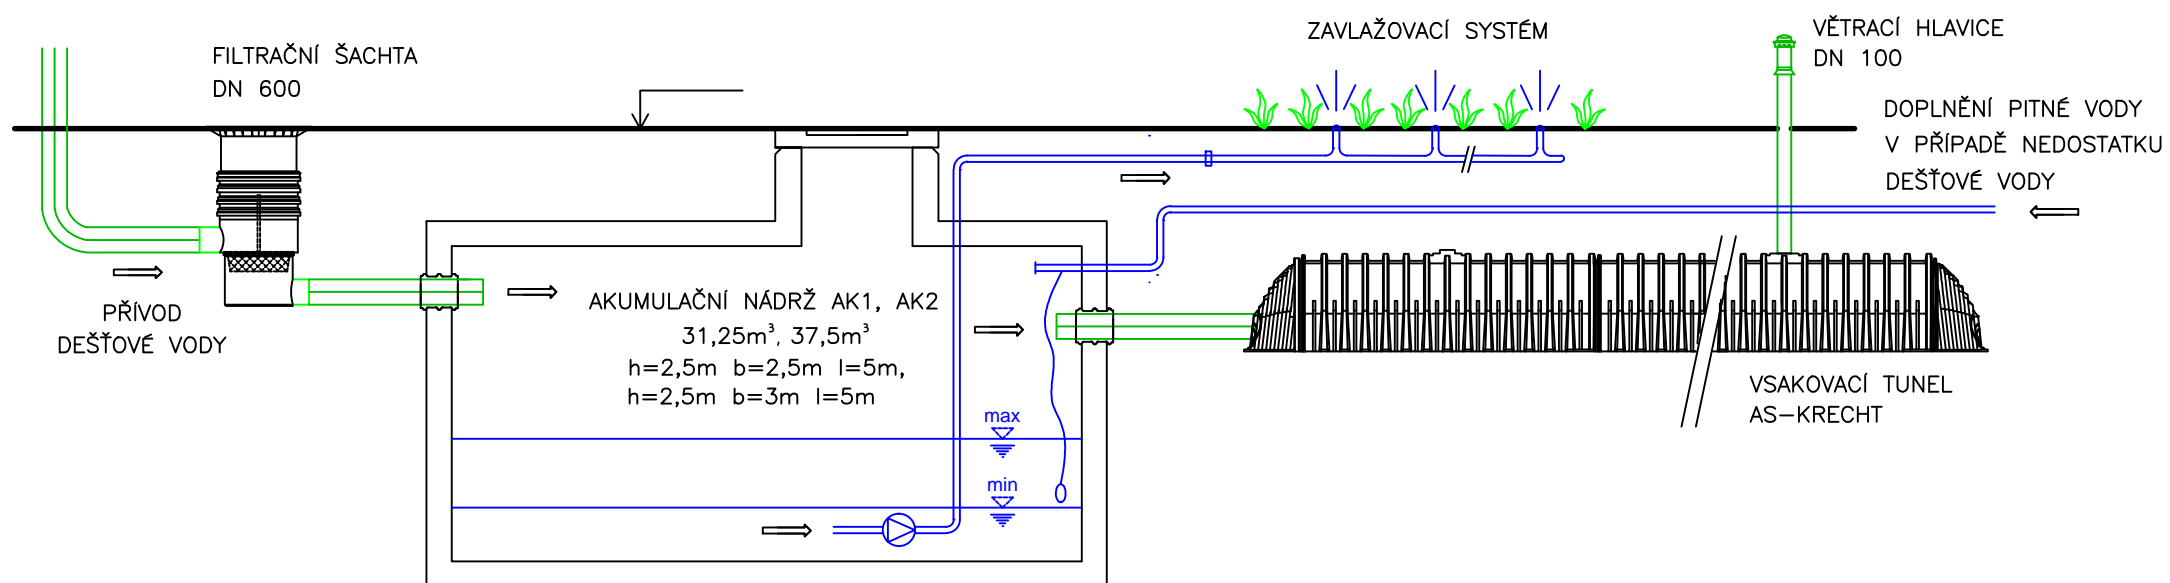 FILTRAČNÍ ŠACHTA
DN 600
ZAVLAŽOVACÍ SYSTÉM
VĚTRACÍ HLAVICE
DN 100
DOPLNĚNÍ PITNÉ VODY
V PŘÍPADĚ NEDOSTATKU
DEŠŤOVÉ VODY
PŘÍVOD
DEŠŤOVÉ VODY
AKUMULAČNÍ NÁDRŽ AK1, AK2
31,25m³, 37,5m³
h=2,5m b=2,5m l=5m,
h=2,5m b=3m l=5m
max
min
VSAKOVACÍ TUNEL
AS-KRECHT